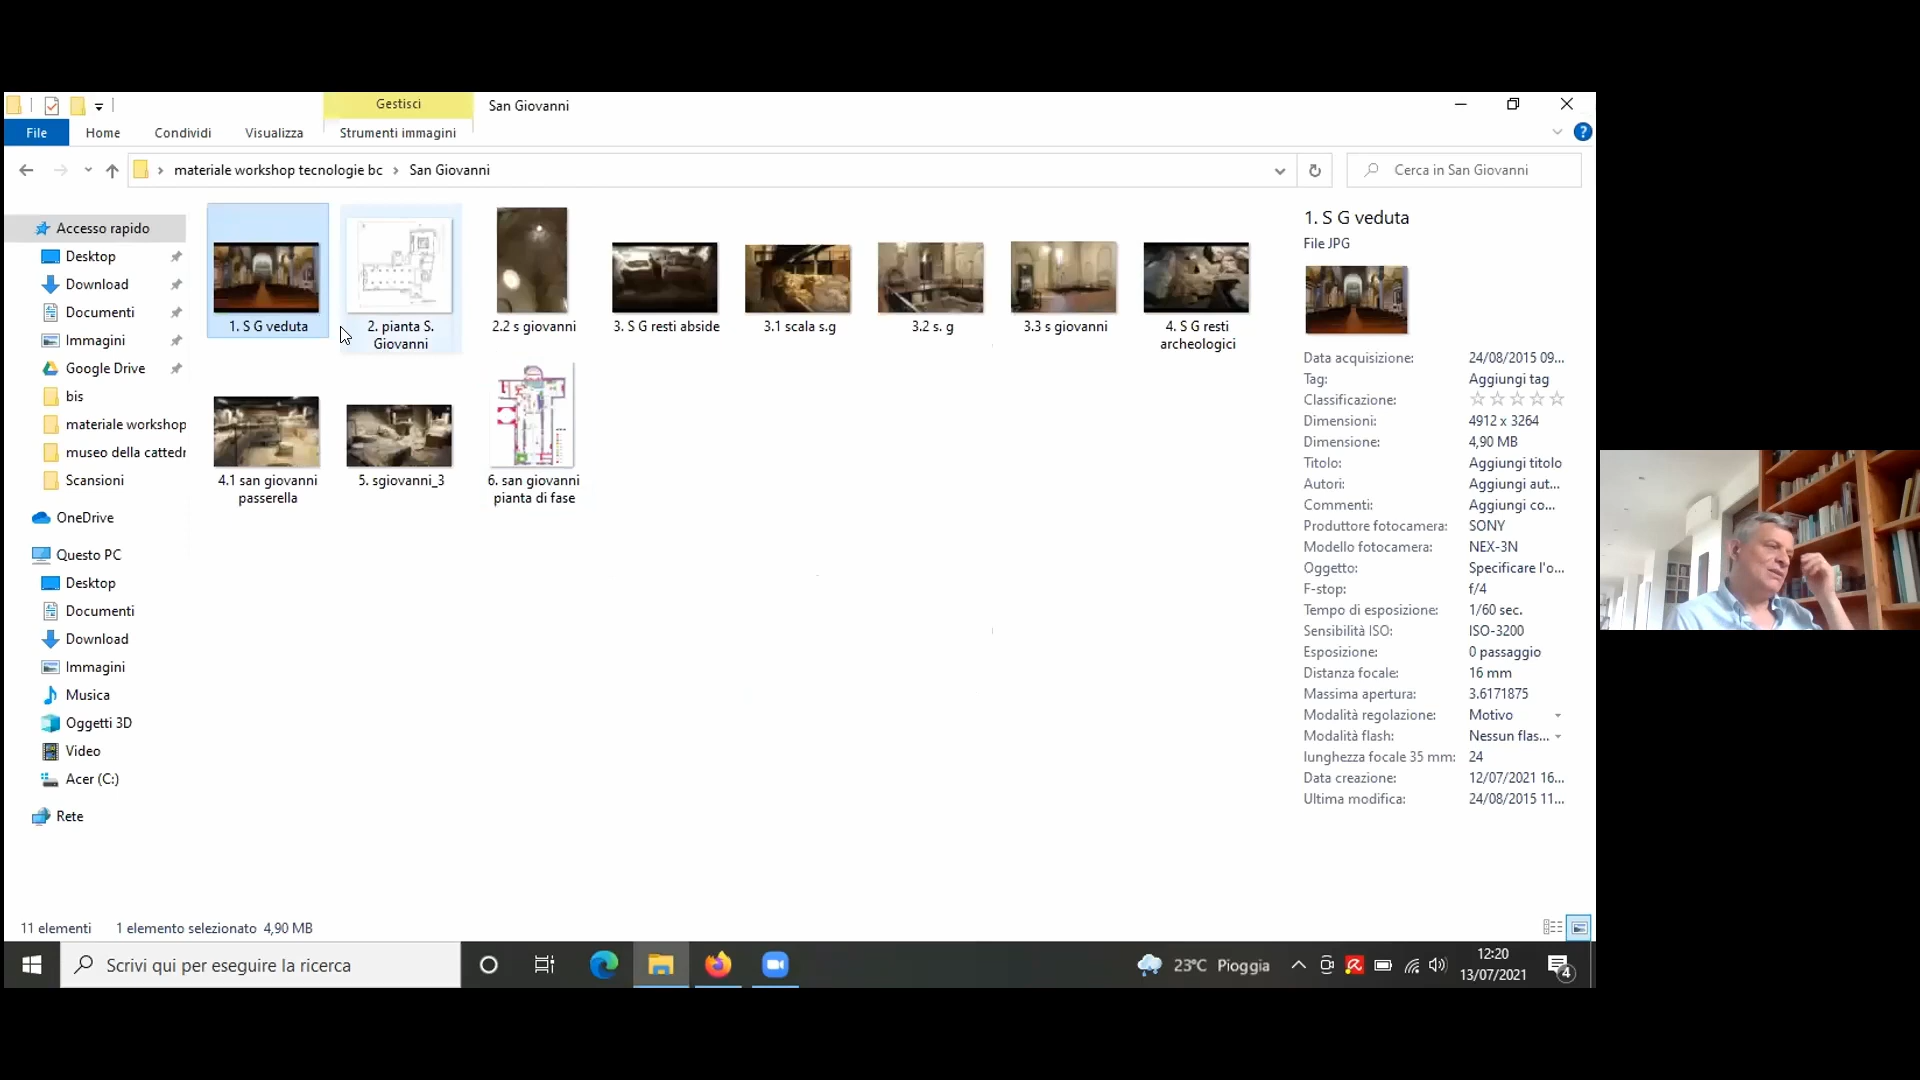 Gestisci
San Giovanni
File
Home
Condividi
Visualizza
Strumenti immagini
materiale workshop tecnologie bc
San Giovanni
Cerca in San Giovanni
Accesso rapido
Desktop
Download
Documenti
Immagini
Google Drive
bis
materiale workshop
museo della cattedr
Scansioni
OneDrive
Questo PC
Desktop
Documenti
Download
Immagini
Musica
Oggetti 3D
Video
Acer (C:)
Rete
1. S G veduta
2. pianta S.
Giovanni
2.2 s giovanni
3. S G resti abside
3.1 scala s.g
3.2 s. g
3.3 s giovanni
4. S G resti
archeologici
4.1 san giovanni
passerella
5. sgiovanni_3
6. san giovanni
pianta di fase
1. S G veduta
File JPG
Data acquisizione: 24/08/2015 09...
Tag: Aggiungi tag
Classificazione:
Dimensioni: 4912 x 3264
Dimensione: 4,90 MB
Titolo: Aggiungi titolo
Autori: Aggiungi aut...
Commenti: Aggiungi co...
Produttore fotocamera: SONY
Modello fotocamera: NEX-3N
Oggetto: Specificare l'o...
F-stop: f/4
Tempo di esposizione: 1/60 sec.
Sensibilità ISO: ISO-3200
Esposizione: 0 passaggio
Distanza focale: 16 mm
Massima apertura: 3.6171875
Modalità regolazione: Motivo
Modalità flash: Nessun flas...
lunghezza focale 35 mm: 24
Data creazione: 12/07/2021 16...
Ultima modifica: 24/08/2015 11...
11 elementi
1 elemento selezionato 4,90 MB
Scrivi qui per eseguire la ricerca
23°C Pioggia
12:20
13/07/2021
4